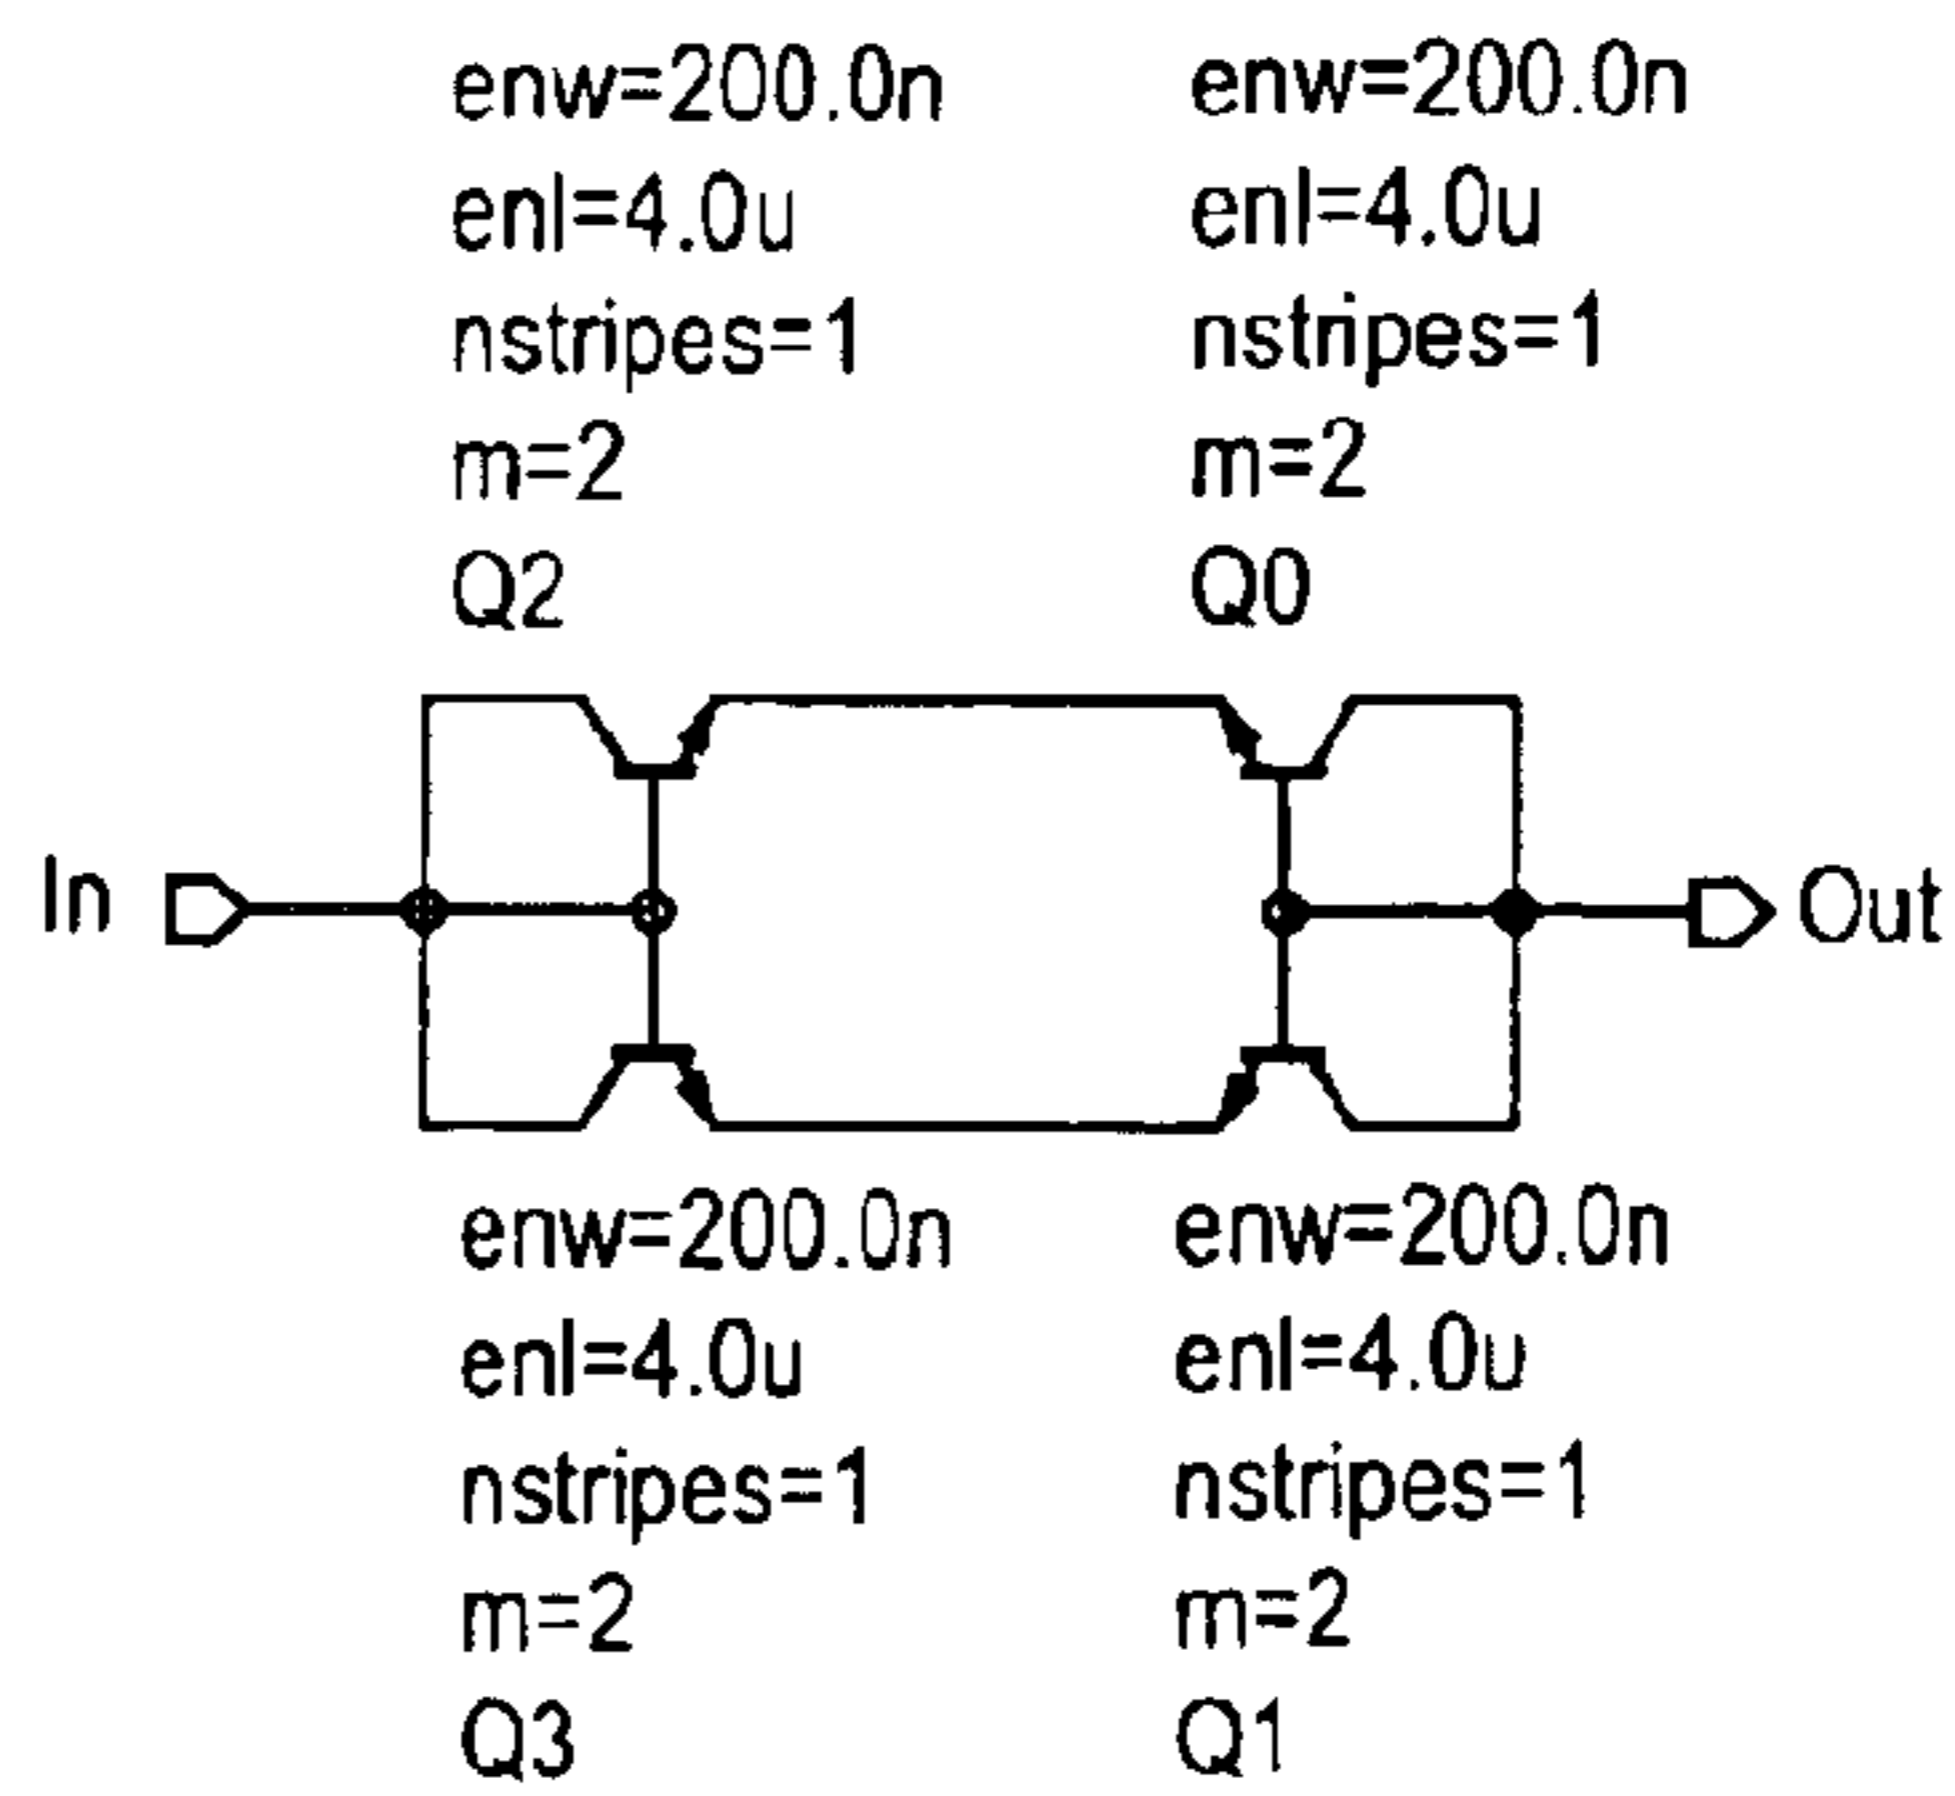 enw=200.0n
enl=4.0u
nstripes=1
m=2
Q2
enw=200.0n
enl=4.0u
nstripes=1
m=2
Q0
In
Out
enw=200.0n
enl=4.0u
nstripes=1
m=2
Q3
enw=200.0n
enl=4.0u
nstripes=1
m=2
Q1